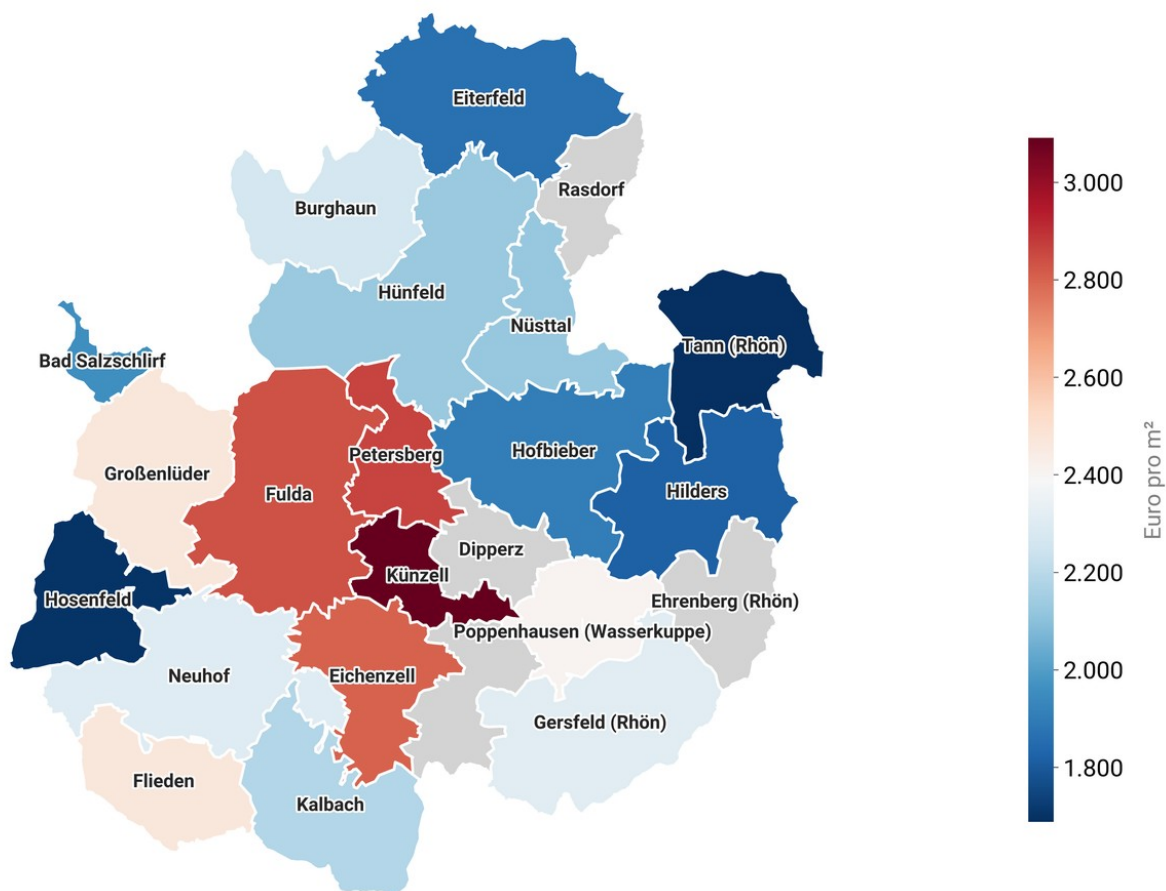 Eiterfeld
Rasdorf
Burghaun
Hünfeld
Nüsttal
Tann (Rhön)
Bad Salzschlirf
Großenlüder
Petersberg
Hofbieber
Fulda
Hilders
Dipperz
Künzell
Hosenfeld
Ehrenberg (Rhön)
Poppenhausen (Wasserkuppe)
Neuhof
Eichenzell
Gersfeld (Rhön)
Flieden
Kalbach
3.000
2.800
2.600
2.400
2.200
2.000
1.800
Euro pro m²